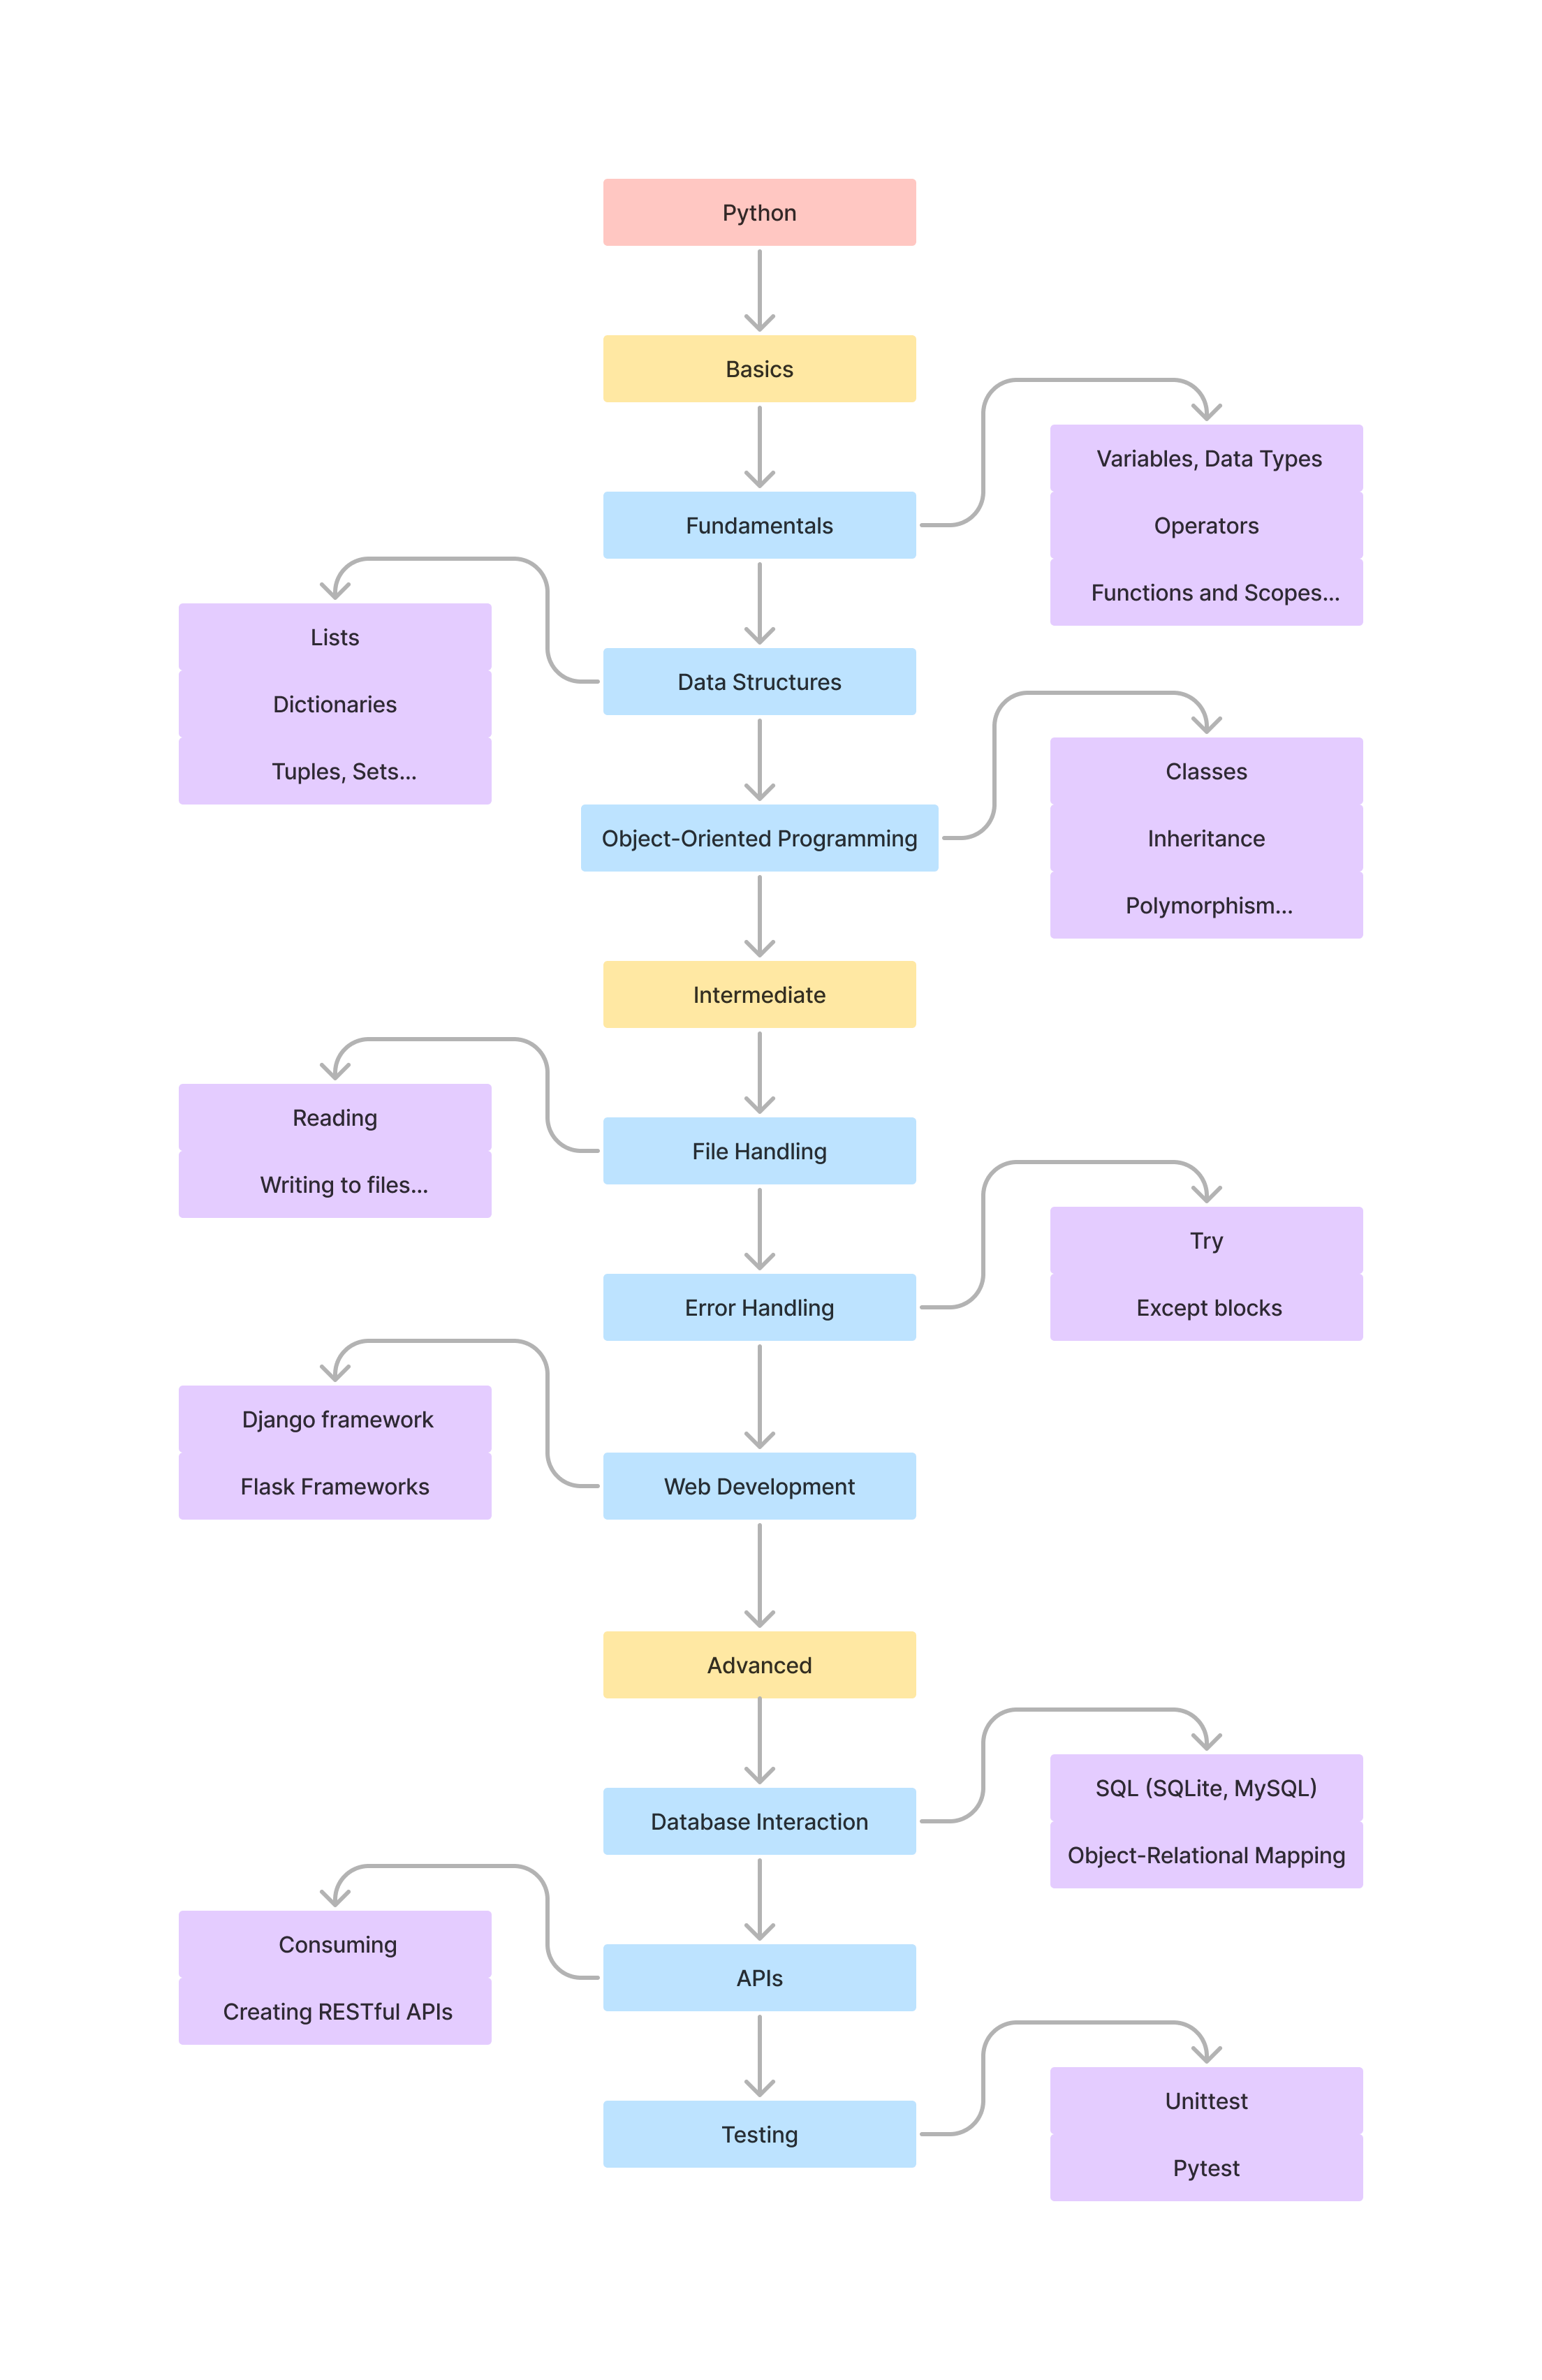 Python
Basics
Fundamentals
Variables, Data Types
Operators
Functions and Scopes...
Data Structures
Lists
Dictionaries
Tuples, Sets...
Object-Oriented Programming
Classes
Inheritance
Polymorphism...
Intermediate
File Handling
Reading
Writing to files...
Error Handling
Try
Except blocks
Web Development
Django framework
Flask Frameworks
Advanced
Database Interaction
SQL (SQLite, MySQL)
Object-Relational Mapping
APIs
Consuming
Creating RESTful APIs
Testing
Unittest
Pytest